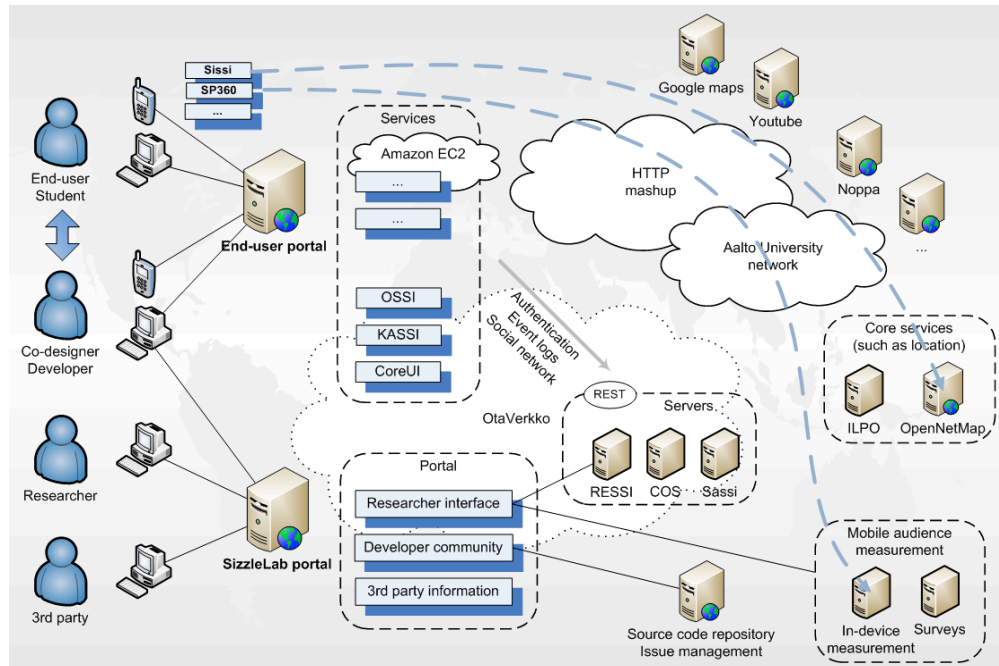 Sissi
SP360
...
End-user
Student
Co-designer
Developer
Researcher
3rd party
End-user portal
SizzleLab portal
Services
Amazon EC2
...
...
OSSI
KASSI
CoreUI
Authentication
Event logs
Social network
HTTP
mashup
Aalto University
network
Google maps
Youtube
Noppa
...
Core services
(such as location)
ILPO
OpenNetMap
OtaVerkko
REST
Servers
RESSI
COS
Sassi
Portal
Researcher interface
Developer community
3rd party information
Source code repository
Issue management
Mobile audience
measurement
In-device
measurement
Surveys